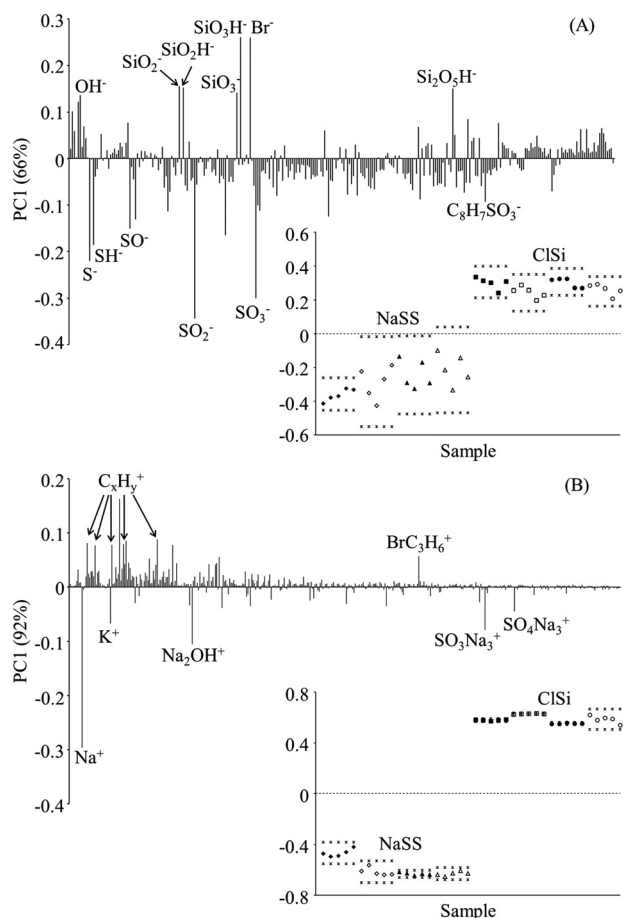 (A)
PC1 (66%)
0.3
0.2
0.1
0
-0.1
-0.2
-0.3
-0.4
OH⁻
SiO₂⁻
SiO₂H⁻
SiO₃H⁻
Br⁻
SiO₃⁻
Si₂O₅H⁻
S⁻
SH⁻
SO⁻
SO₂⁻
SO₃⁻
C₈H₇SO₃⁻
0.6
0.4
0.2
0
-0.2
-0.4
-0.6
NaSS
ClSi
Sample
(B)
PC1 (92%)
0.2
0.1
0
-0.1
-0.2
-0.3
-0.4
CₓHᵧ⁺
BrC₃H₆⁺
K⁺
Na₂OH⁺
Na⁺
SO₃Na₃⁺
SO₄Na₃⁺
0.8
0.4
0
-0.4
-0.8
ClSi
NaSS
Sample